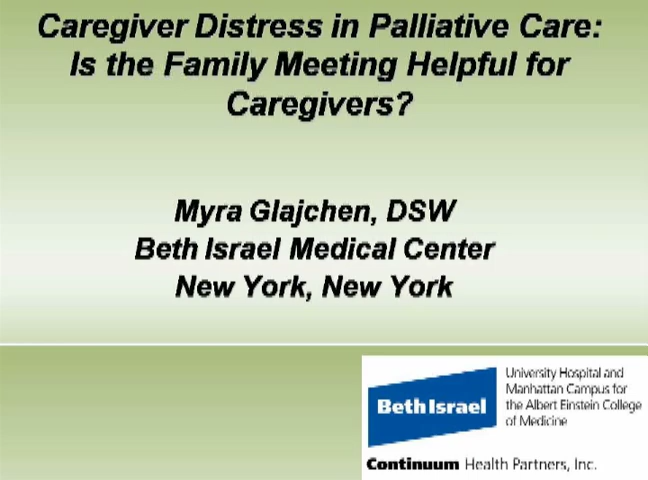 Caregiver Distress in Palliative Care:
Is the Family Meeting Helpful for
Caregivers?
Myra Glajchen, DSW
Beth Israel Medical Center
New York, New York
Beth Israel
University Hospital and
Manhattan Campus for
the Albert Einstein College
of Medicine
Continuum Health Partners, Inc.